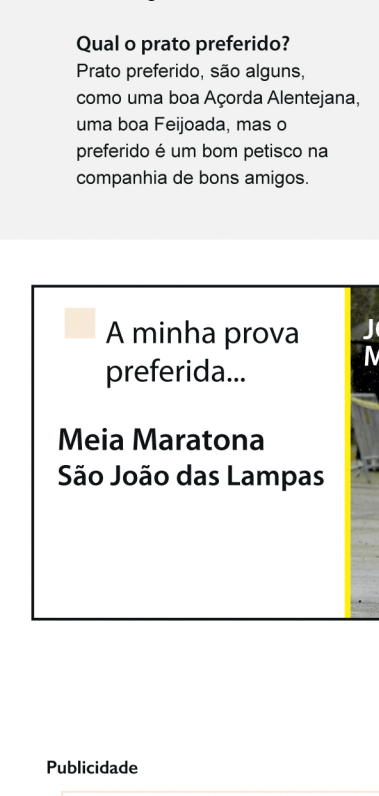 Qual o prato preferido?
Prato preferido, são alguns,
como uma boa Açorda Alentejana,
uma boa Feijoada, mas o
preferido é um bom petisco na
companhia de bons amigos.
A minha prova
preferida...
Meia Maratona
São João das Lampas
Publicidade